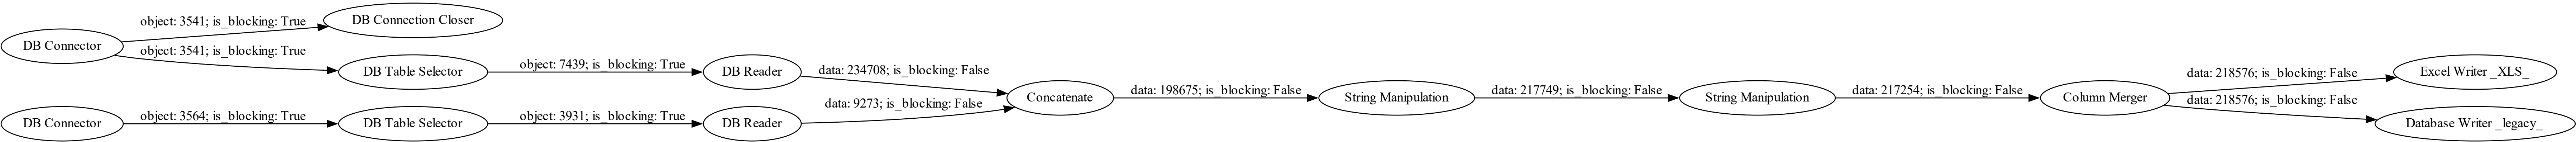 DB Connector
object: 3541; is_blocking: True
DB Connection Closer
object: 3541; is_blocking: True
DB Table Selector
object: 7439; is_blocking: True
DB Reader
data: 234708; is_blocking: False
DB Connector
object: 3564; is_blocking: True
DB Table Selector
object: 3931; is_blocking: True
DB Reader
data: 9273; is_blocking: False
Concatenate
data: 198675; is_blocking: False
String Manipulation
data: 217749; is_blocking: False
String Manipulation
data: 217254; is_blocking: False
Column Merger
data: 218576; is_blocking: False
Excel Writer _XLS_
data: 218576; is_blocking: False
Database Writer _legacy_